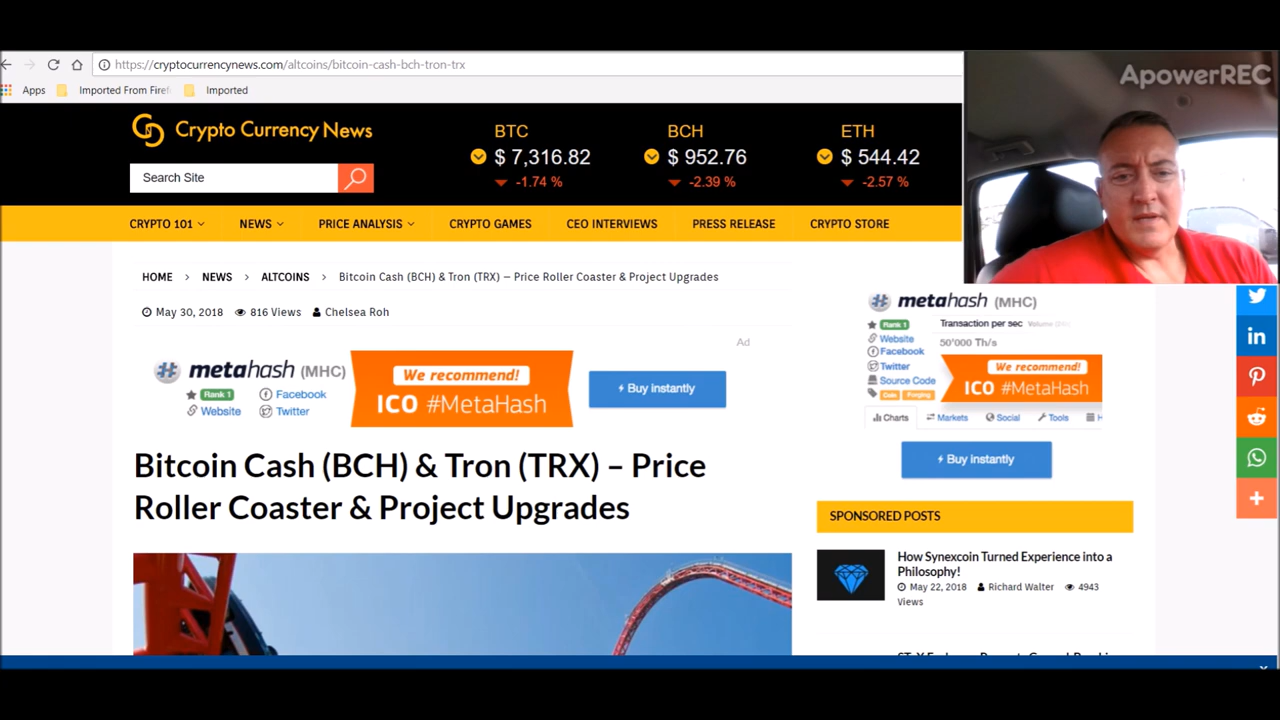 ApowerREC
https://cryptocurrencynews.com/altcoins/bitcoin-cash-bch-tron-trx
Apps
Imported From Firef
Imported
Crypto Currency News
BTC
$ 7,316.82
-1.74 %
BCH
$ 952.76
-2.39 %
ETH
$ 544.42
-2.57 %
Search Site
CRYPTO 101 NEWS PRICE ANALYSIS CRYPTO GAMES CEO INTERVIEWS PRESS RELEASE CRYPTO STORE
HOME > NEWS > ALTCOINS > Bitcoin Cash (BCH) & Tron (TRX) – Price Roller Coaster & Project Upgrades
May 30, 2018 816 Views Chelsea Roh
Ad
metahash (MHC)
Rank 1 Facebook
Website Twitter
We recommend!
ICO #MetaHash
Buy instantly
Bitcoin Cash (BCH) & Tron (TRX) – Price
Roller Coaster & Project Upgrades
metahash (MHC)
Rank 1
Website
Facebook
Twitter
Source Code
Coin Forging
Transaction per sec
50'000 Th/s
We recommend!
ICO #MetaHash
Charts Markets Social Tools
Buy instantly
SPONSORED POSTS
How Synexcoin Turned Experience into a
Philosophy!
May 22, 2018 Richard Walter 4943
Views